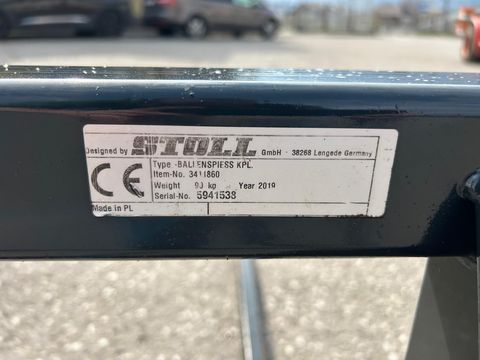 Designed by STOLL GmbH · 38268 Lengede Germany
CE
Type -BALLENSPIESS KPL.
Item-No. 3411860
Weight 90 kg Year 2019
Serial-No. 5941538
Made in PL